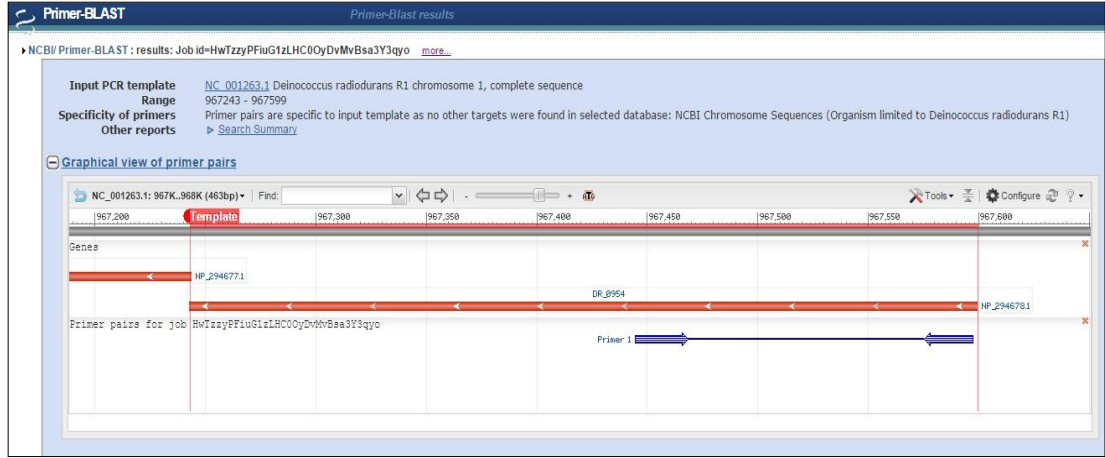 Primer-BLAST Primer-Blast results
NCBI/ Primer-BLAST : results: Job id=HwTzzyPFiuG1zLHC0OyDvMvBsa3Y3qyo more...
Input PCR template NC_001263.1 Deinococcus radiodurans R1 chromosome 1, complete sequence
Range 967243 - 967599
Specificity of primers Primer pairs are specific to input template as no other targets were found in selected database: NCBI Chromosome Sequences (Organism limited to Deinococcus radiodurans R1)
Other reports Search Summary
Graphical view of primer pairs
NC_001263.1: 967K..968K (463bp) Find: - + Tools Configure ?
967,200 Template 967,300 967,350 967,400 967,450 967,500 967,550 967,600
Genes
NP_294677.1
DR_0954
NP_294678.1
Primer pairs for job HwTzzyPFiuG1zLHC0OyDvMvBsa3Y3qyo
Primer 1